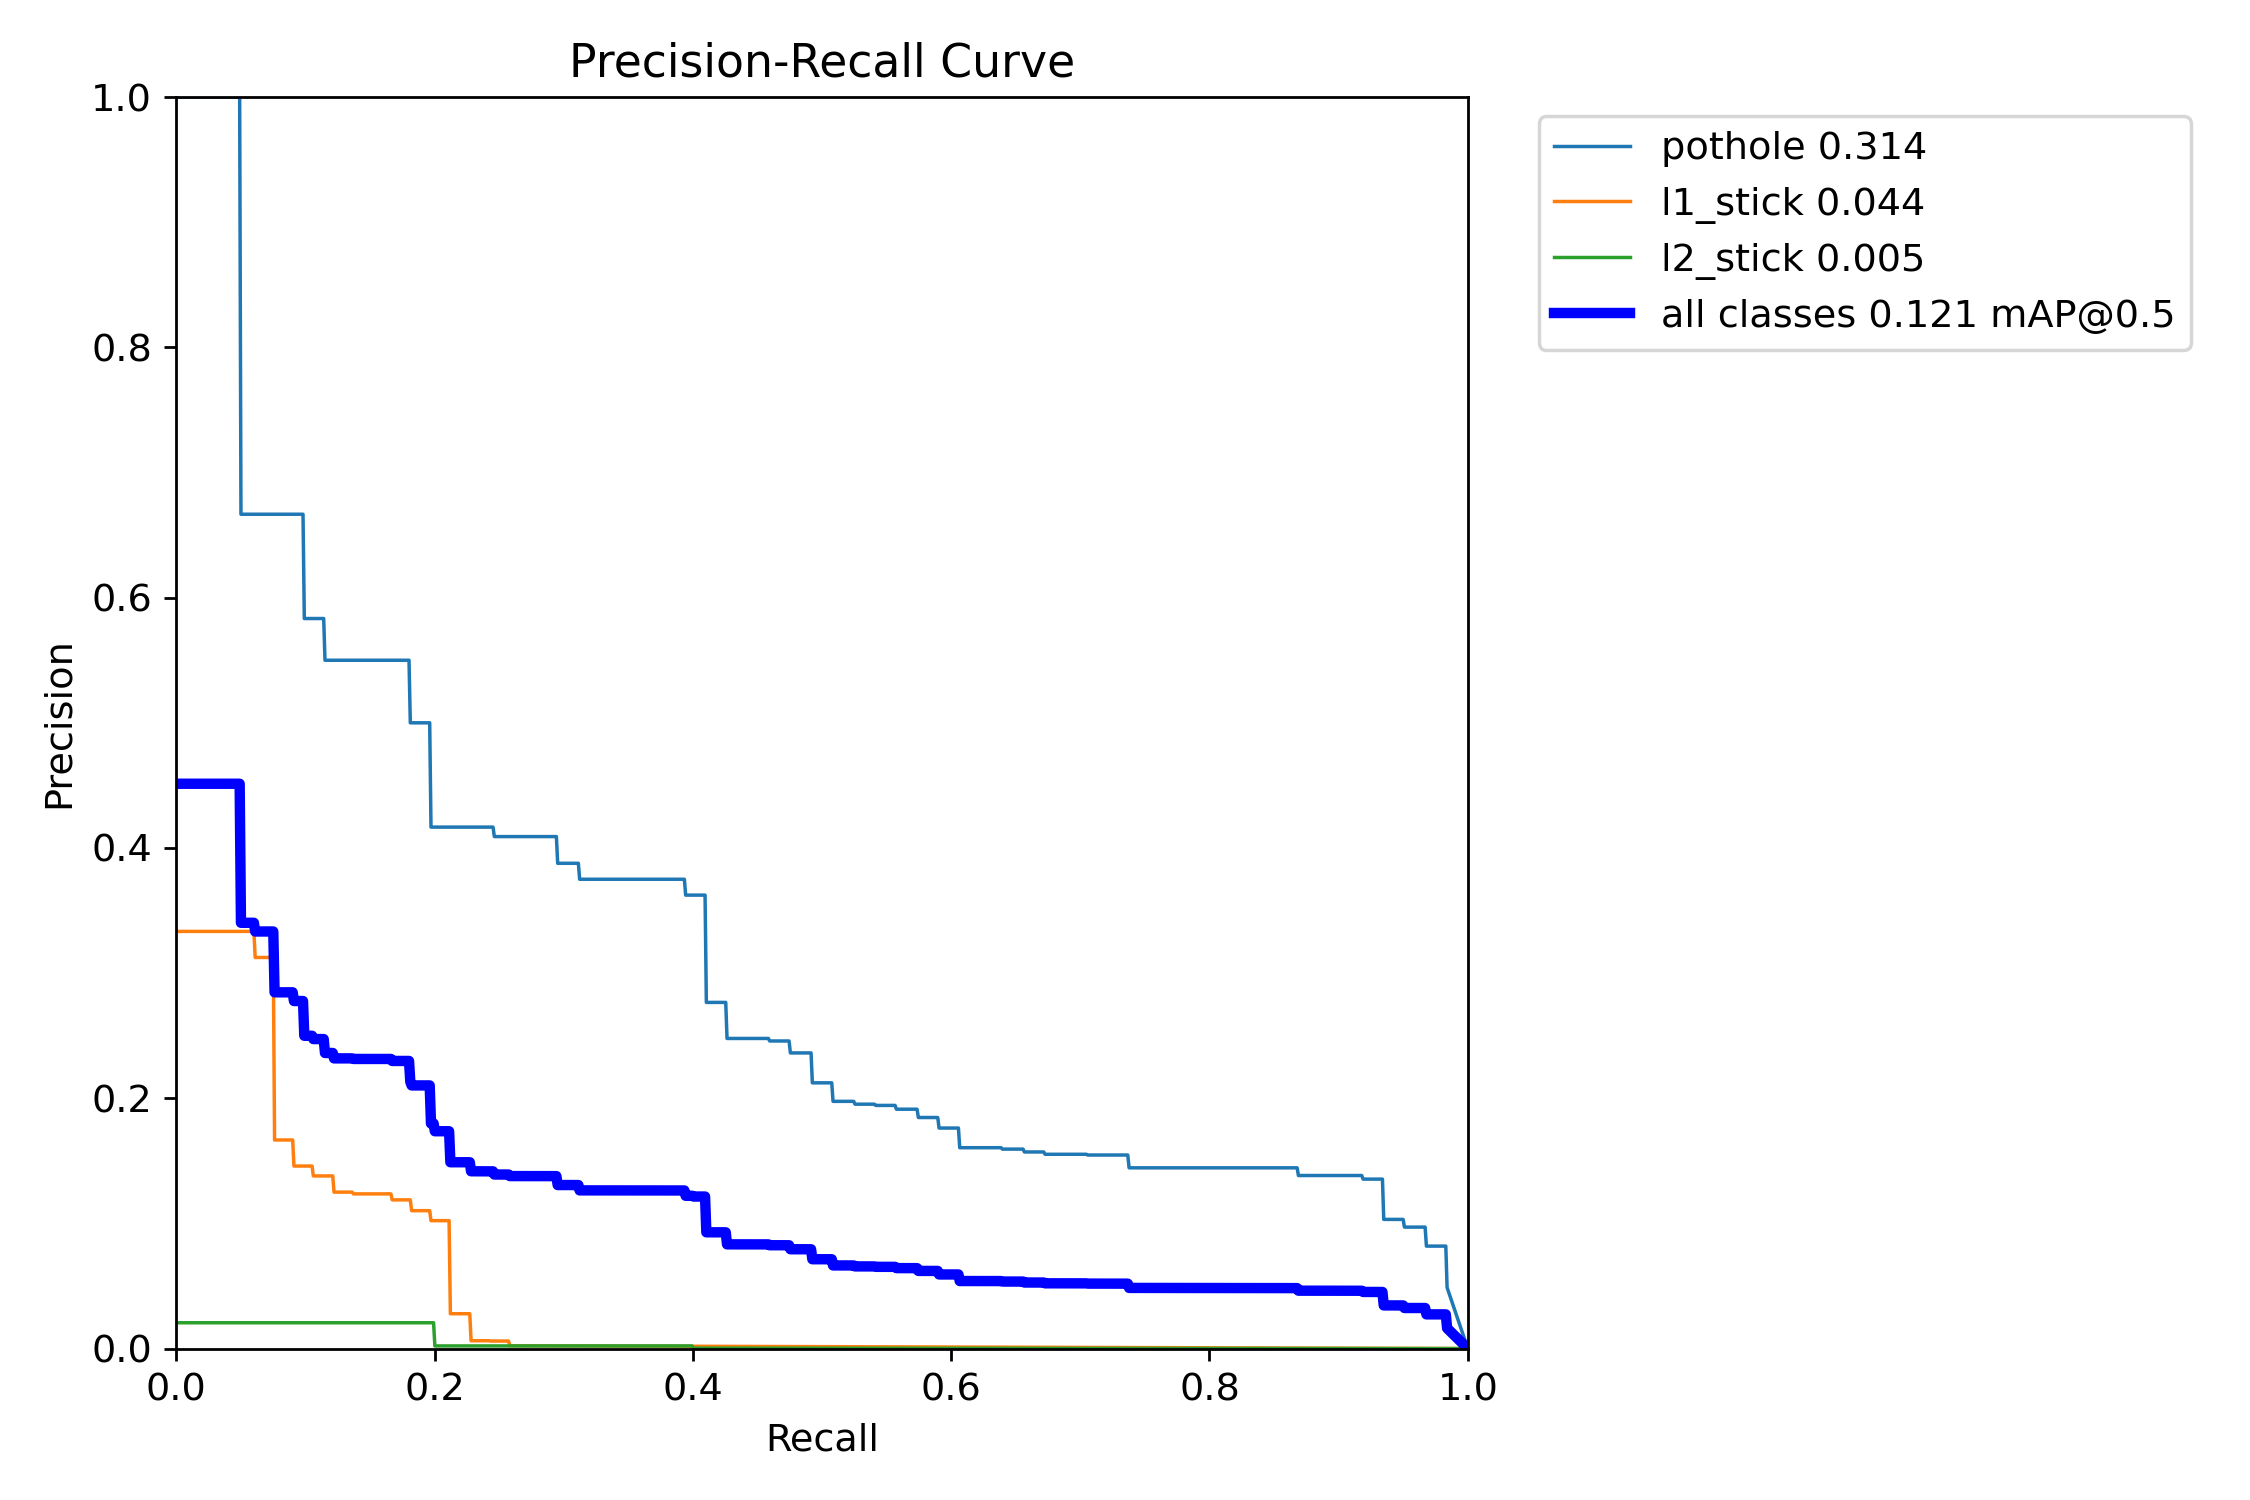 Precision-Recall Curve
1.0
0.8
0.6
0.4
0.2
0.0
Precision
0.0 0.2 0.4 0.6 0.8 1.0
Recall
pothole 0.314
l1_stick 0.044
l2_stick 0.005
all classes 0.121 mAP@0.5